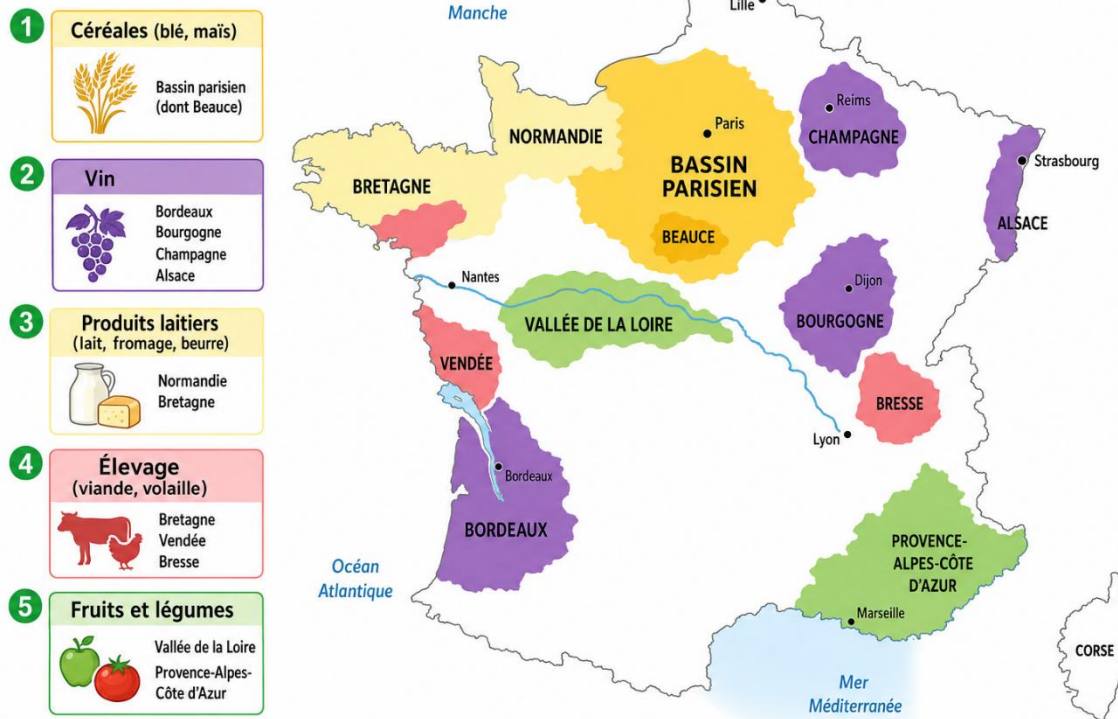 1
Céréales (blé, maïs)
Bassin parisien
(dont Beauce)
2
Vin
Bordeaux
Bourgogne
Champagne
Alsace
3
Produits laitiers
(lait, fromage, beurre)
Normandie
Bretagne
4
Élevage
(viande, volaille)
Bretagne
Vendée
Bresse
5
Fruits et légumes
Vallée de la Loire
Provence-Alpes-
Côte d'Azur
Manche
Lille
Reims
CHAMPAGNE
Paris
NORMANDIE
BASSIN
PARISIEN
Strasbourg
BRETAGNE
ALSACE
BEAUCE
Nantes
Dijon
VALLÉE DE LA LOIRE
BOURGOGNE
VENDÉE
BRESSE
Lyon
Bordeaux
BORDEAUX
PROVENCE-
ALPES-CÔTE
D'AZUR
Océan
Atlantique
Marseille
CORSE
Mer
Méditerranée